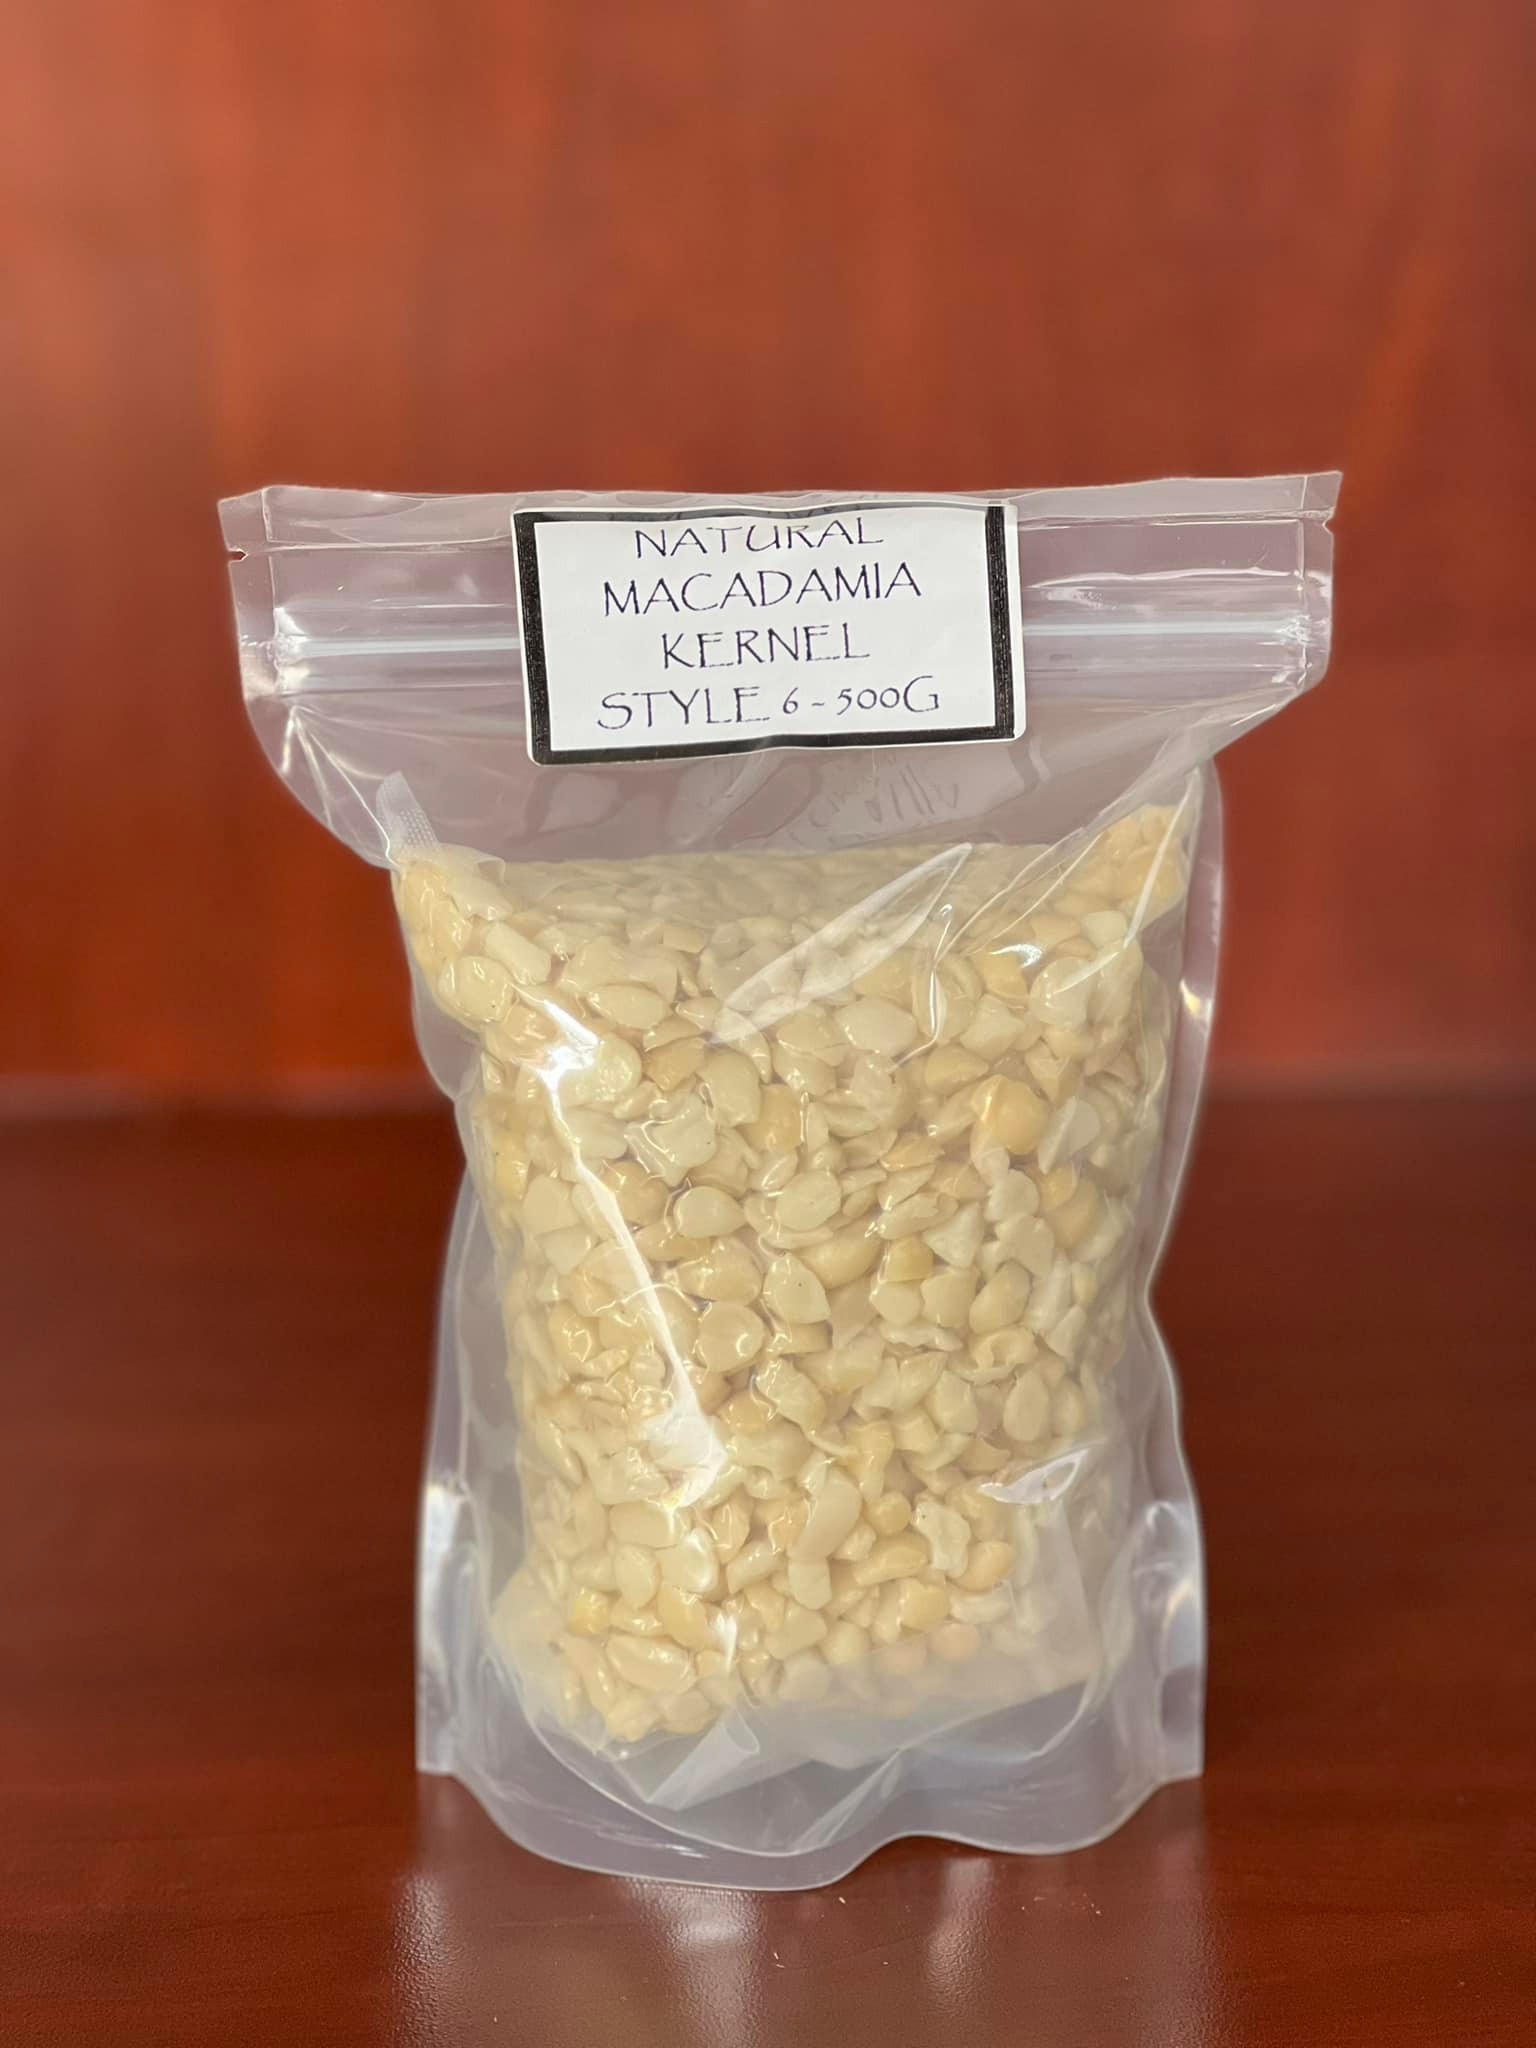 NATURAL
MACADAMIA
KERNEL
STYLE 6 - 500G